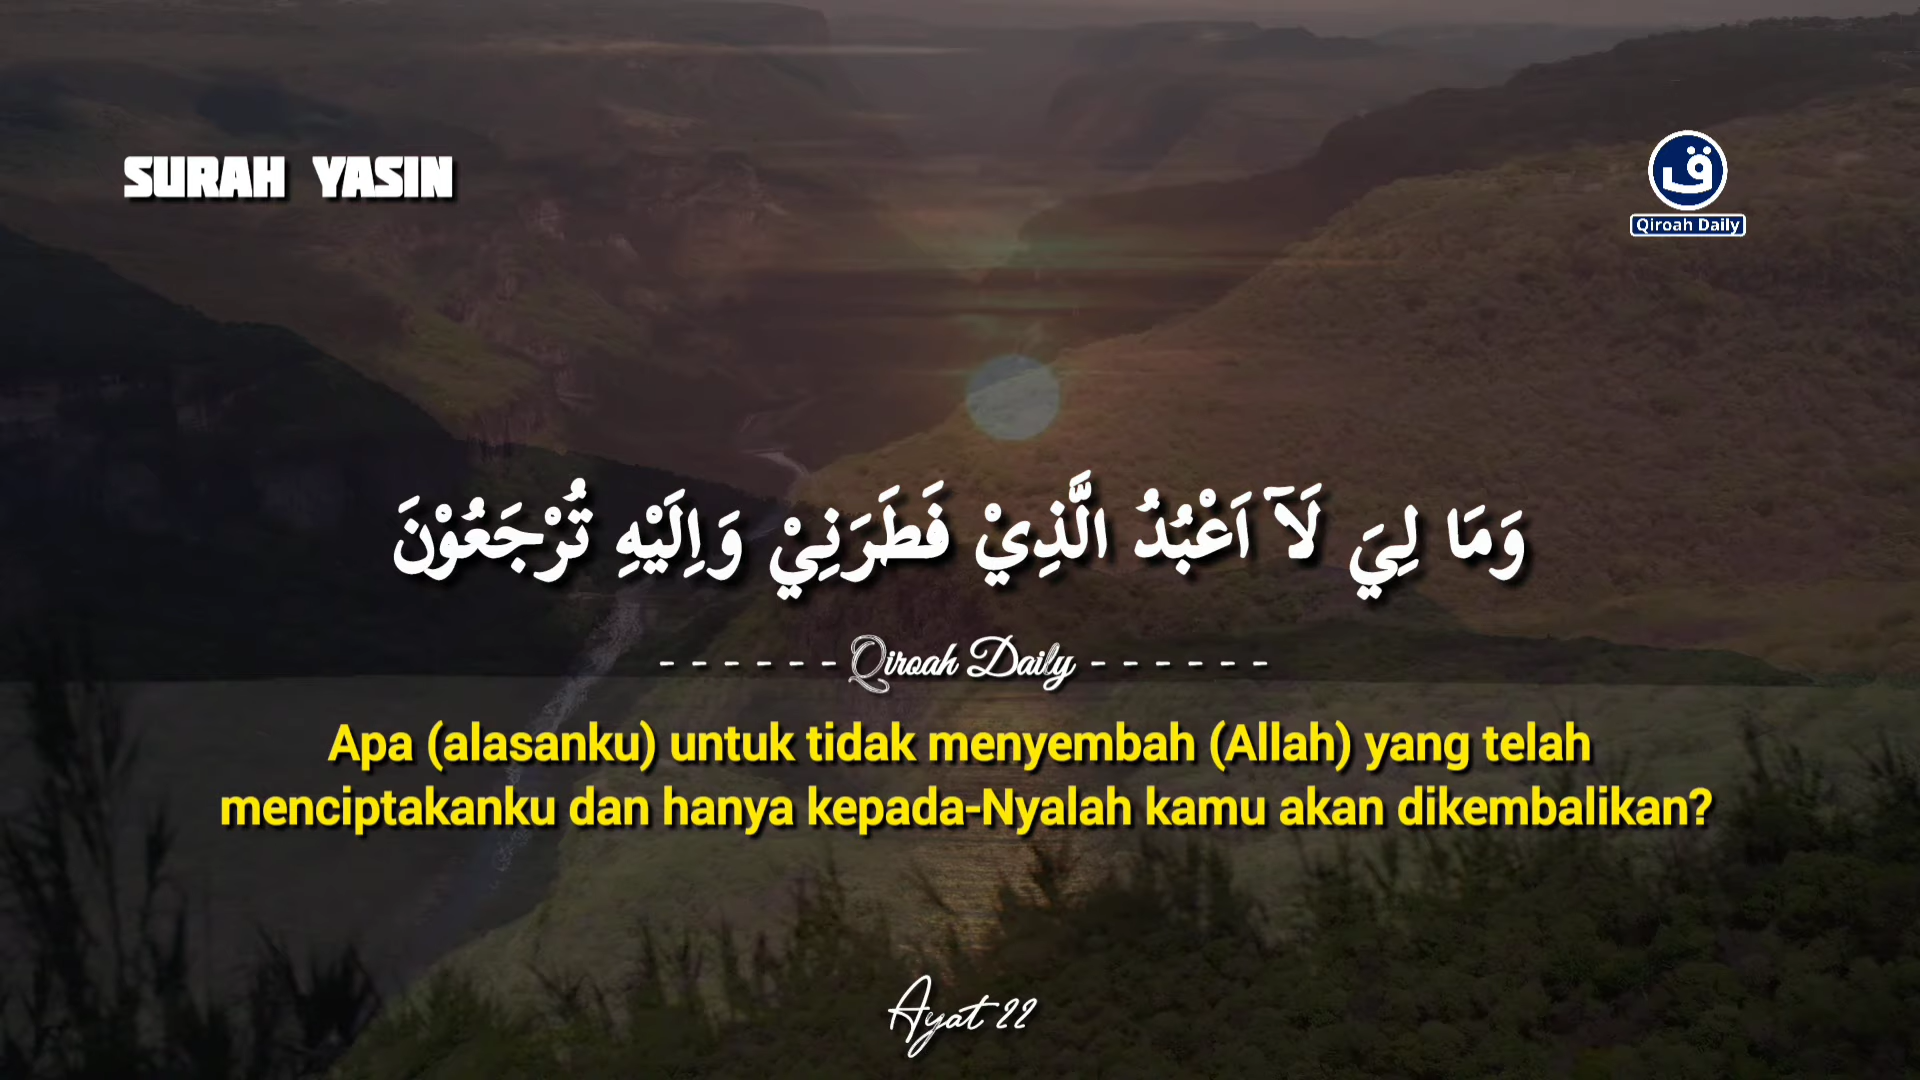 SURAH YASIN
ق
Qiroah Daily
وَمَا لِيَ لَآ اَعْبُدُ الَّذِيْ فَطَرَنِيْ وَاِلَيْهِ تُرْجَعُوْنَ
- - - - - - Qiroah Daily - - - - - -
Apa (alasanku) untuk tidak menyembah (Allah) yang telah
menciptakanku dan hanya kepada-Nyalah kamu akan dikembalikan?
Ayat 22